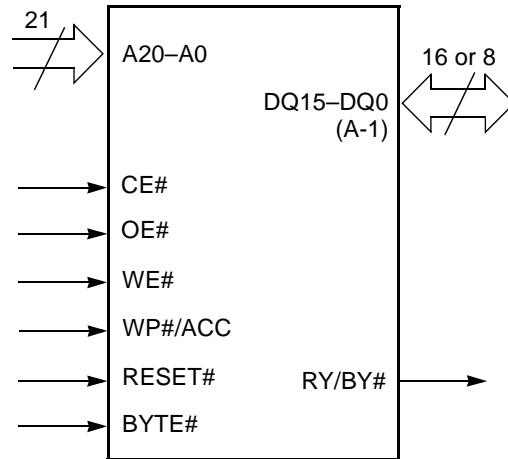 21
A20–A0
16 or 8
DQ15–DQ0
(A-1)
CE#
OE#
WE#
WP#/ACC
RESET#
RY/BY#
BYTE#